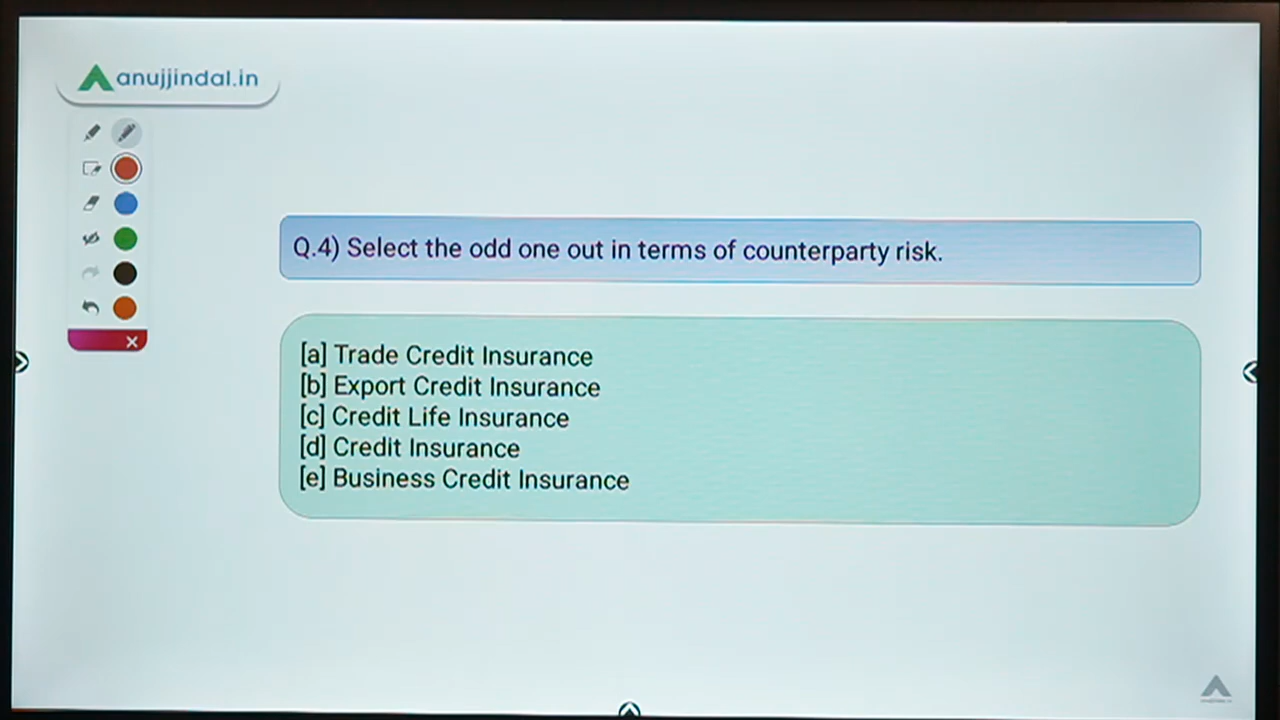 anujjindal.in
Q.4) Select the odd one out in terms of counterparty risk.
[a] Trade Credit Insurance
[b] Export Credit Insurance
[c] Credit Life Insurance
[d] Credit Insurance
[e] Business Credit Insurance